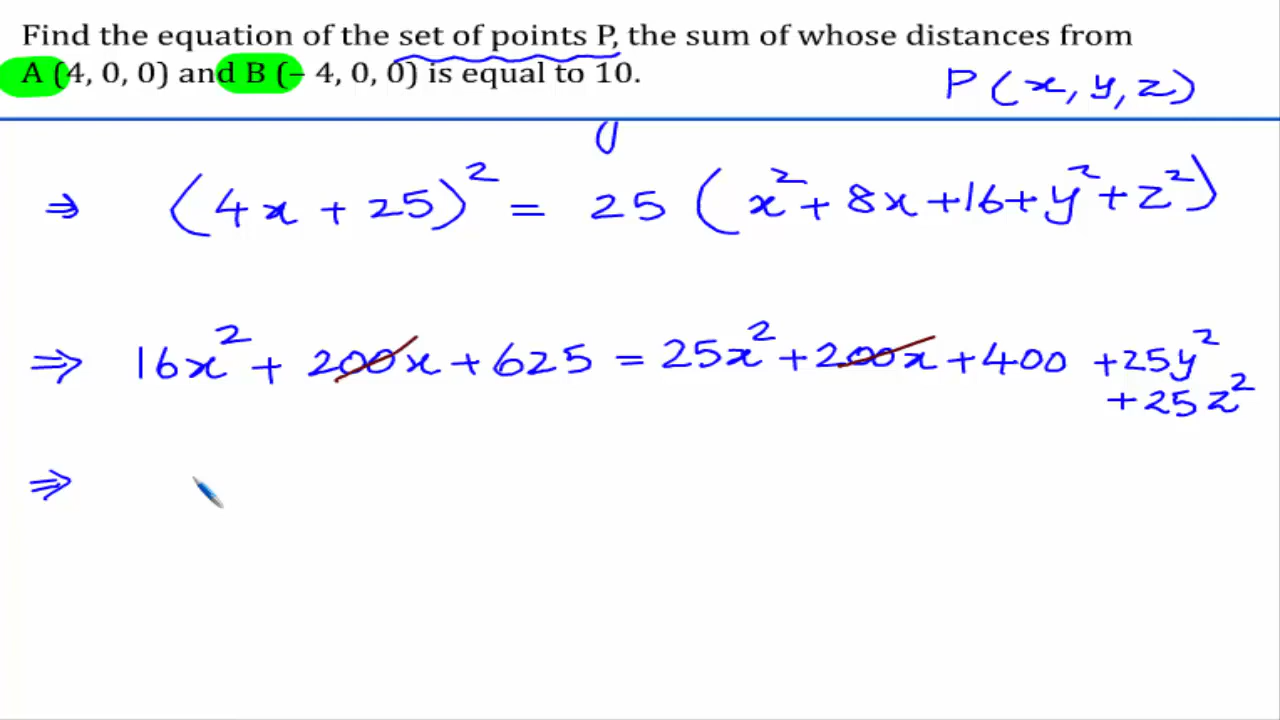 Find the equation of the set of points P, the sum of whose distances from
A (4, 0, 0) and B (– 4, 0, 0) is equal to 10.
P (x, y, z)
⇒ (4x + 25)² = 25 (x² + 8x + 16 + y² + z²)
⇒ 16x² + 200x + 625 = 25x² + 200x + 400 + 25y²
+ 25z²
⇒